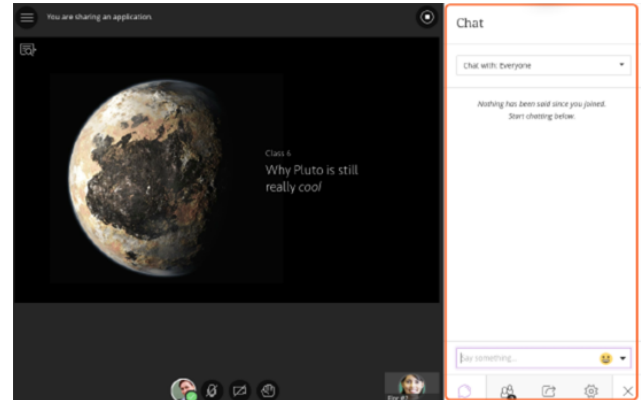 You are sharing an application
Chat
Chat with: Everyone
Nothing has been said since you joined.
Start chatting below.
Class 6
Why Pluto is still
really cool
Say something...